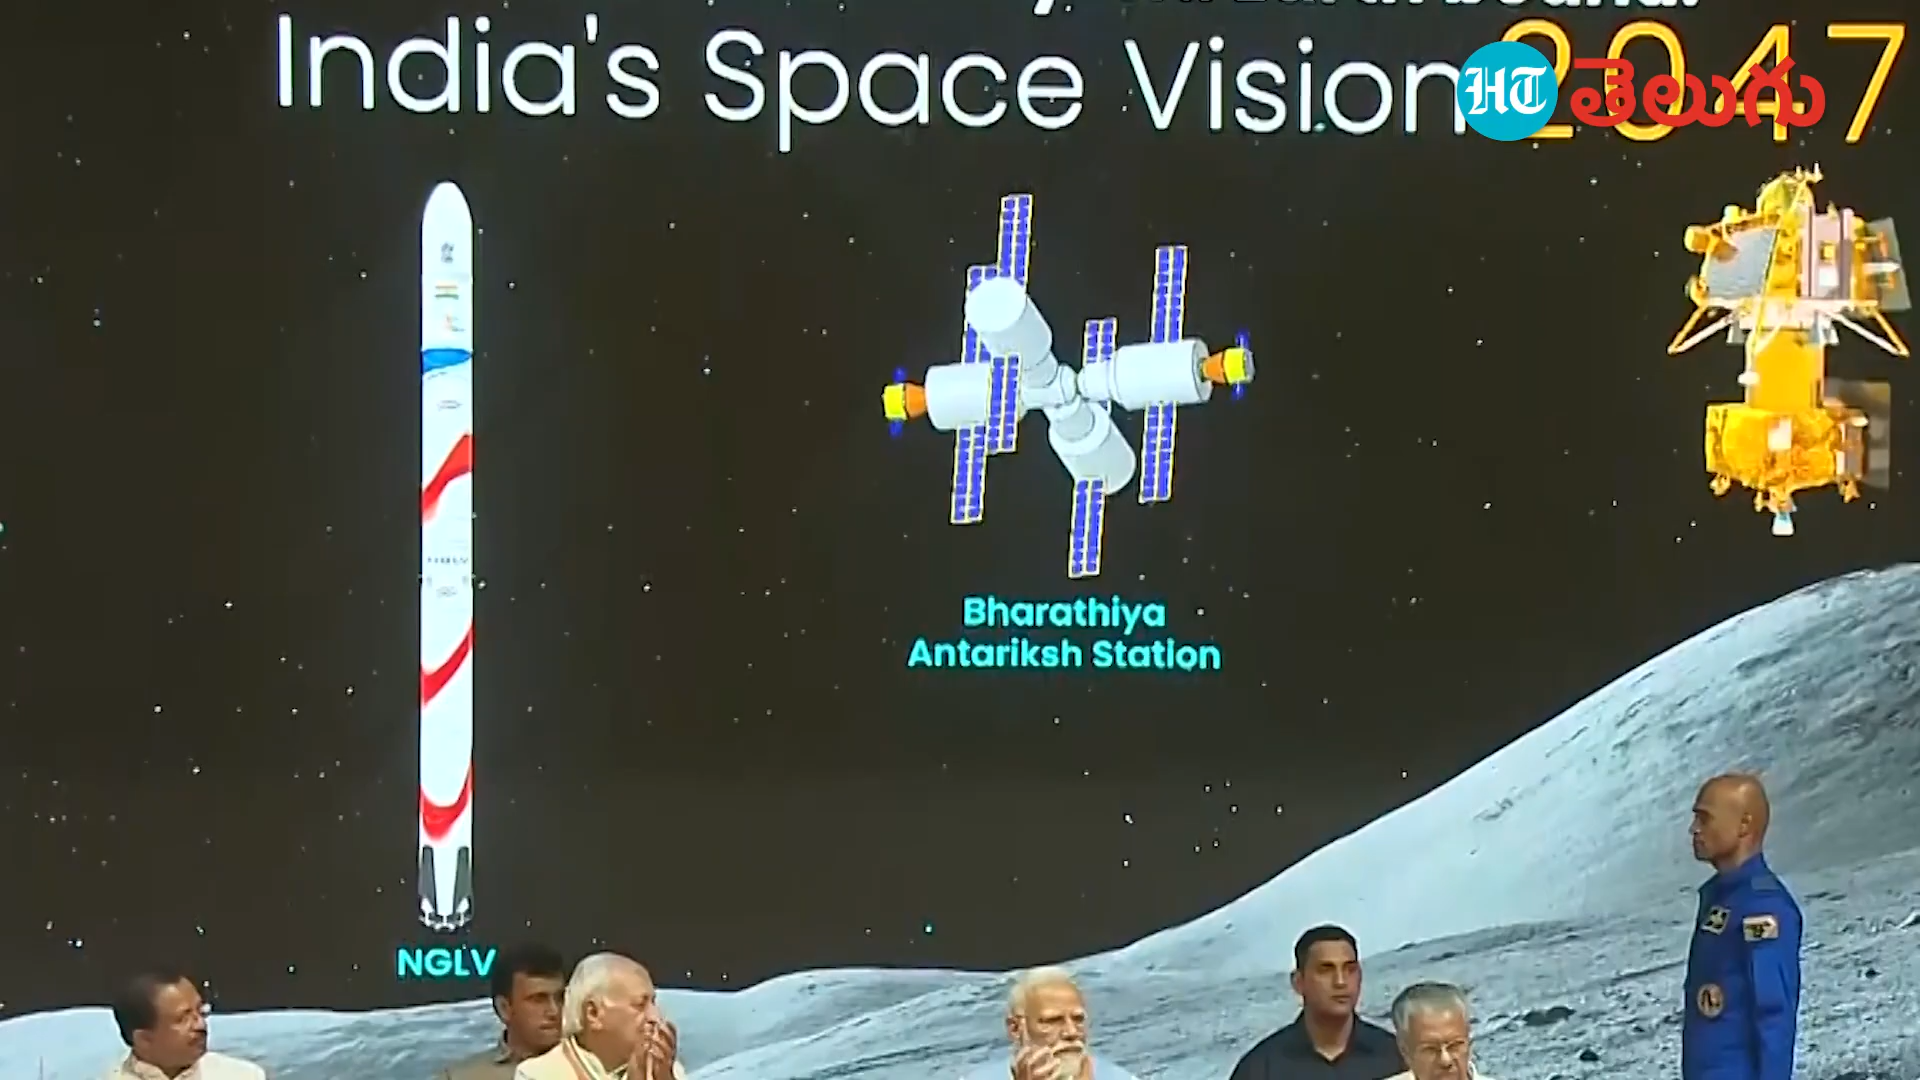 India's Space Vision 2047
HT తెలుగు
Bharathiya
Antariksh Station
NGLV